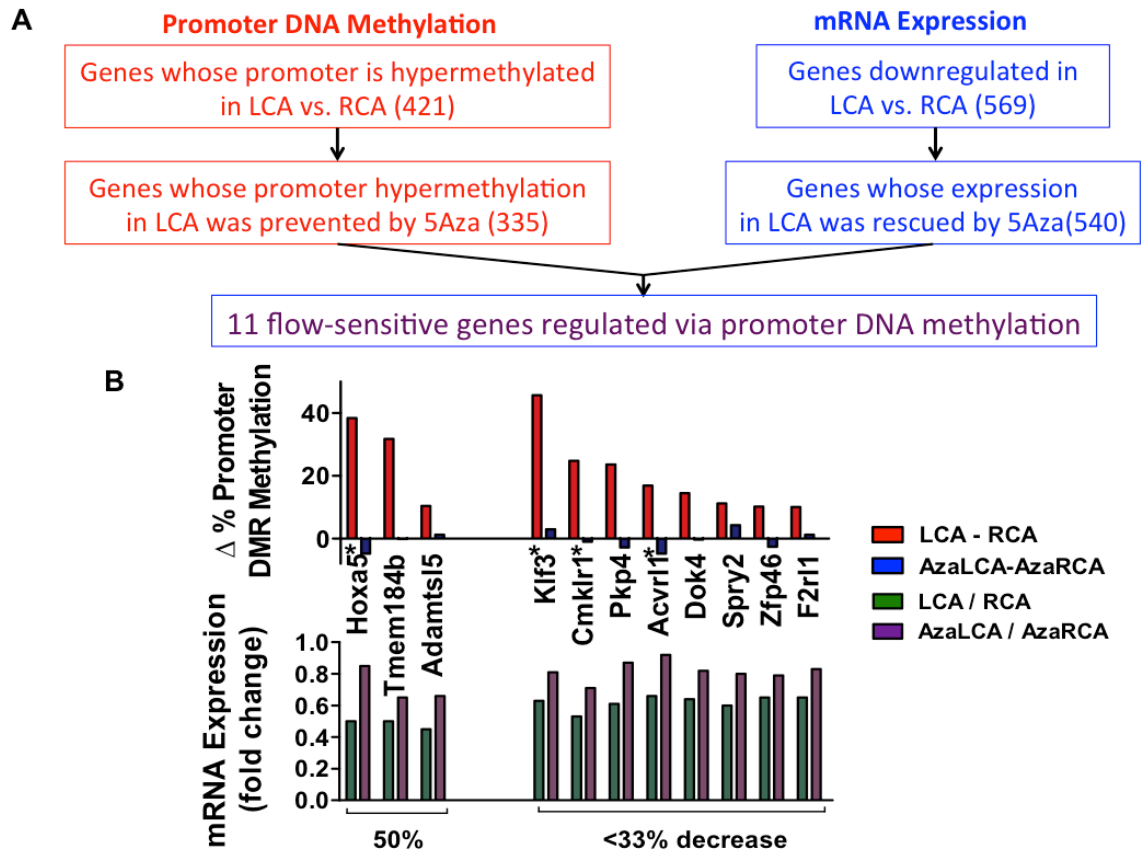 A
Promoter DNA Methylation
mRNA Expression
Genes whose promoter is hypermethylated
in LCA vs. RCA (421)
Genes downregulated in
LCA vs. RCA (569)
Genes whose promoter hypermethylation
in LCA was prevented by 5Aza (335)
Genes whose expression
in LCA was rescued by 5Aza(540)
11 flow-sensitive genes regulated via promoter DNA methylation
B
Δ % Promoter
DMR Methylation
40
20
0
Hoxa5*
Tmem184b
Adamtsl5
Klf3*
Cmklr1*
Pkp4
Acvrl1*
Dok4
Spry2
Zfp46
F2rl1
LCA - RCA
AzaLCA-AzaRCA
LCA / RCA
AzaLCA / AzaRCA
mRNA Expression
(fold change)
1.0
0.8
0.6
0.4
0.2
0.0
50%
<33% decrease